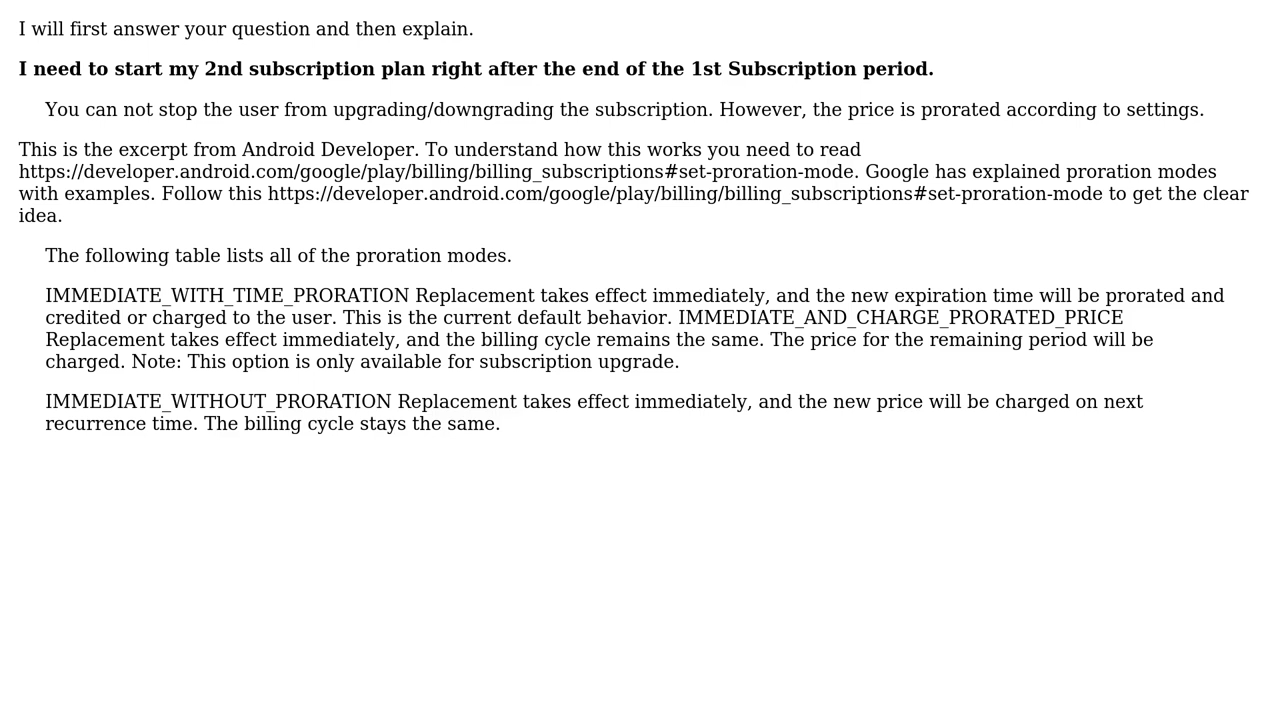 I will first answer your question and then explain.
I need to start my 2nd subscription plan right after the end of the 1st Subscription period.
You can not stop the user from upgrading/downgrading the subscription. However, the price is prorated according to settings.
This is the excerpt from Android Developer. To understand how this works you need to read
https://developer.android.com/google/play/billing/billing_subscriptions#set-proration-mode. Google has explained proration modes
with examples. Follow this https://developer.android.com/google/play/billing/billing_subscriptions#set-proration-mode to get the clear
idea.
The following table lists all of the proration modes.
IMMEDIATE_WITH_TIME_PRORATION Replacement takes effect immediately, and the new expiration time will be prorated and
credited or charged to the user. This is the current default behavior. IMMEDIATE_AND_CHARGE_PRORATED_PRICE
Replacement takes effect immediately, and the billing cycle remains the same. The price for the remaining period will be
charged. Note: This option is only available for subscription upgrade.
IMMEDIATE_WITHOUT_PRORATION Replacement takes effect immediately, and the new price will be charged on next
recurrence time. The billing cycle stays the same.